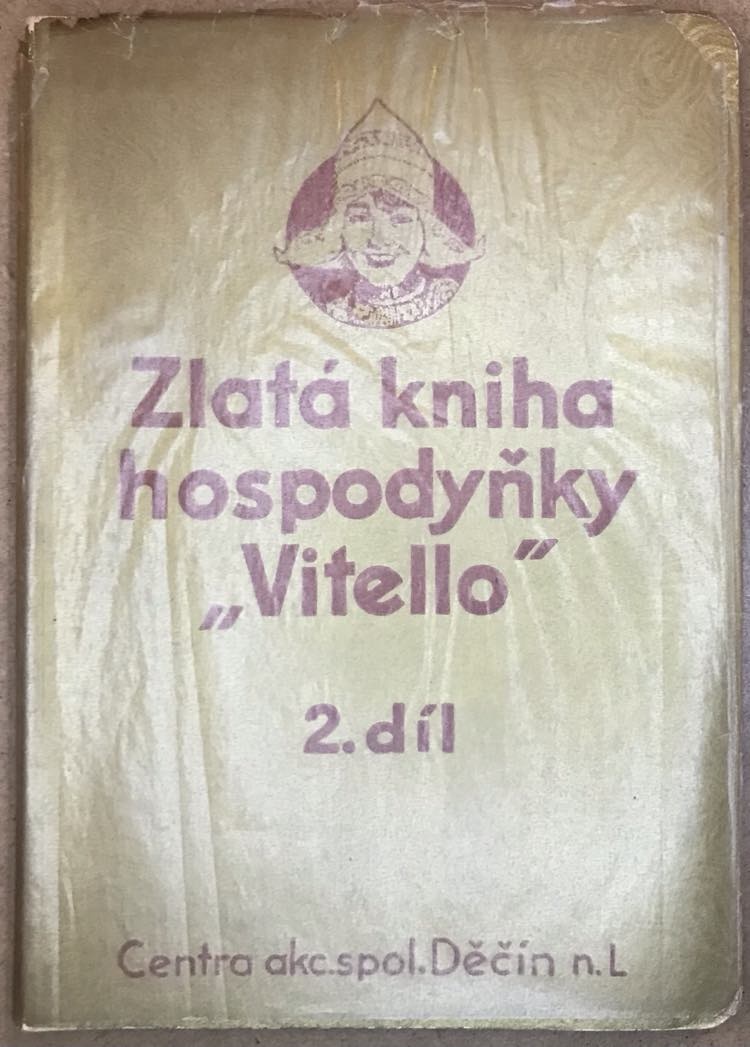 Zlatá kniha
hospodyňky
„Vitello”
2. díl
Centra akc. spol. Děčín n. L